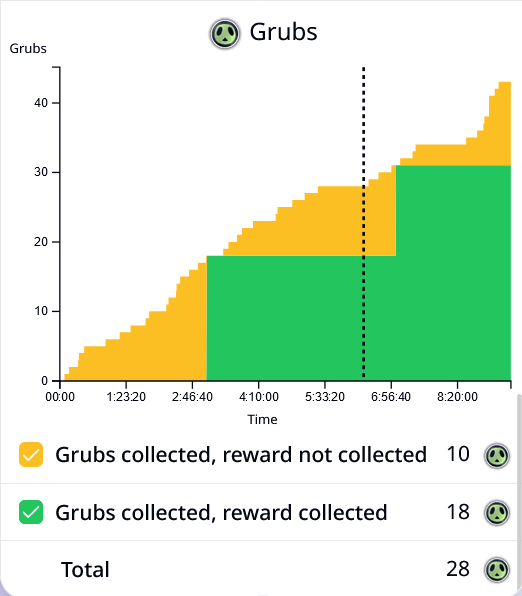 Grubs
Grubs
40
30
20
10
0
00:00 1:23:20 2:46:40 4:10:00 5:33:20 6:56:40 8:20:00
Time
Grubs collected, reward not collected 10
Grubs collected, reward collected 18
Total 28